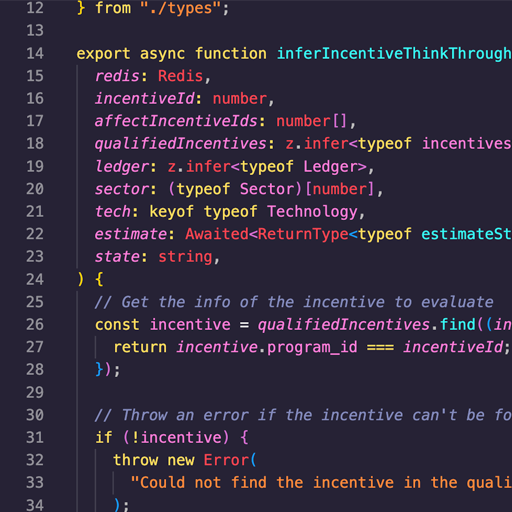 12 } from "./types";
13
14 export async function inferIncentiveThinkThrough
15 redis: Redis,
16 incentiveId: number,
17 affectIncentiveIds: number[],
18 qualifiedIncentives: z.infer<typeof incentives
19 ledger: z.infer<typeof Ledger>,
20 sector: (typeof Sector)[number],
21 tech: keyof typeof Technology,
22 estimate: Awaited<ReturnType<typeof estimateSt
23 state: string,
24 ) {
25 // Get the info of the incentive to evaluate
26 const incentive = qualifiedIncentives.find((in
27 return incentive.program_id === incentiveId;
28 });
29
30 // Throw an error if the incentive can't be fo
31 if (!incentive) {
32 throw new Error(
33 "Could not find the incentive in the quali
34 );